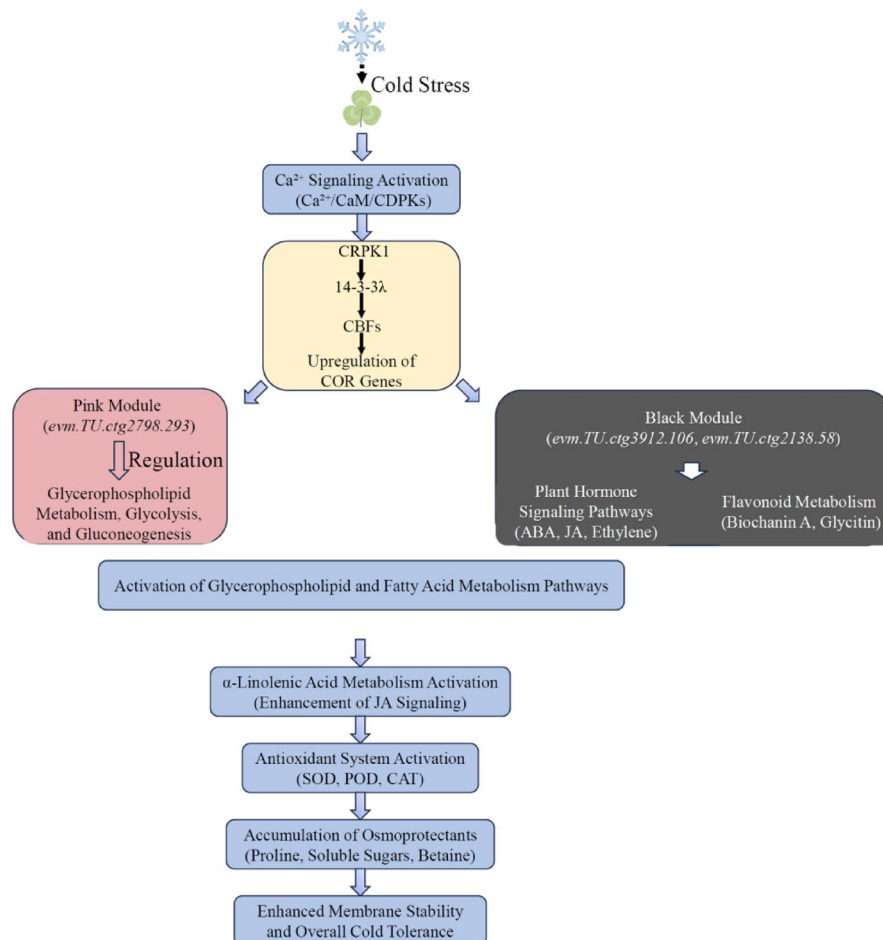 Cold Stress
Ca²⁺ Signaling Activation
(Ca²⁺/CaM/CDPKs)
CRPK1
14-3-3λ
CBFs
Upregulation of
COR Genes
Pink Module
(evm.TU.ctg2798.293)
Regulation
Glycerophospholipid
Metabolism, Glycolysis,
and Gluconeogenesis
Black Module
(evm.TU.ctg3912.106, evm.TU.ctg2138.58)
Plant Hormone
Signaling Pathways
(ABA, JA, Ethylene)
Flavonoid Metabolism
(Biochanin A, Glycitin)
Activation of Glycerophospholipid and Fatty Acid Metabolism Pathways
α-Linolenic Acid Metabolism Activation
(Enhancement of JA Signaling)
Antioxidant System Activation
(SOD, POD, CAT)
Accumulation of Osmoprotectants
(Proline, Soluble Sugars, Betaine)
Enhanced Membrane Stability
and Overall Cold Tolerance